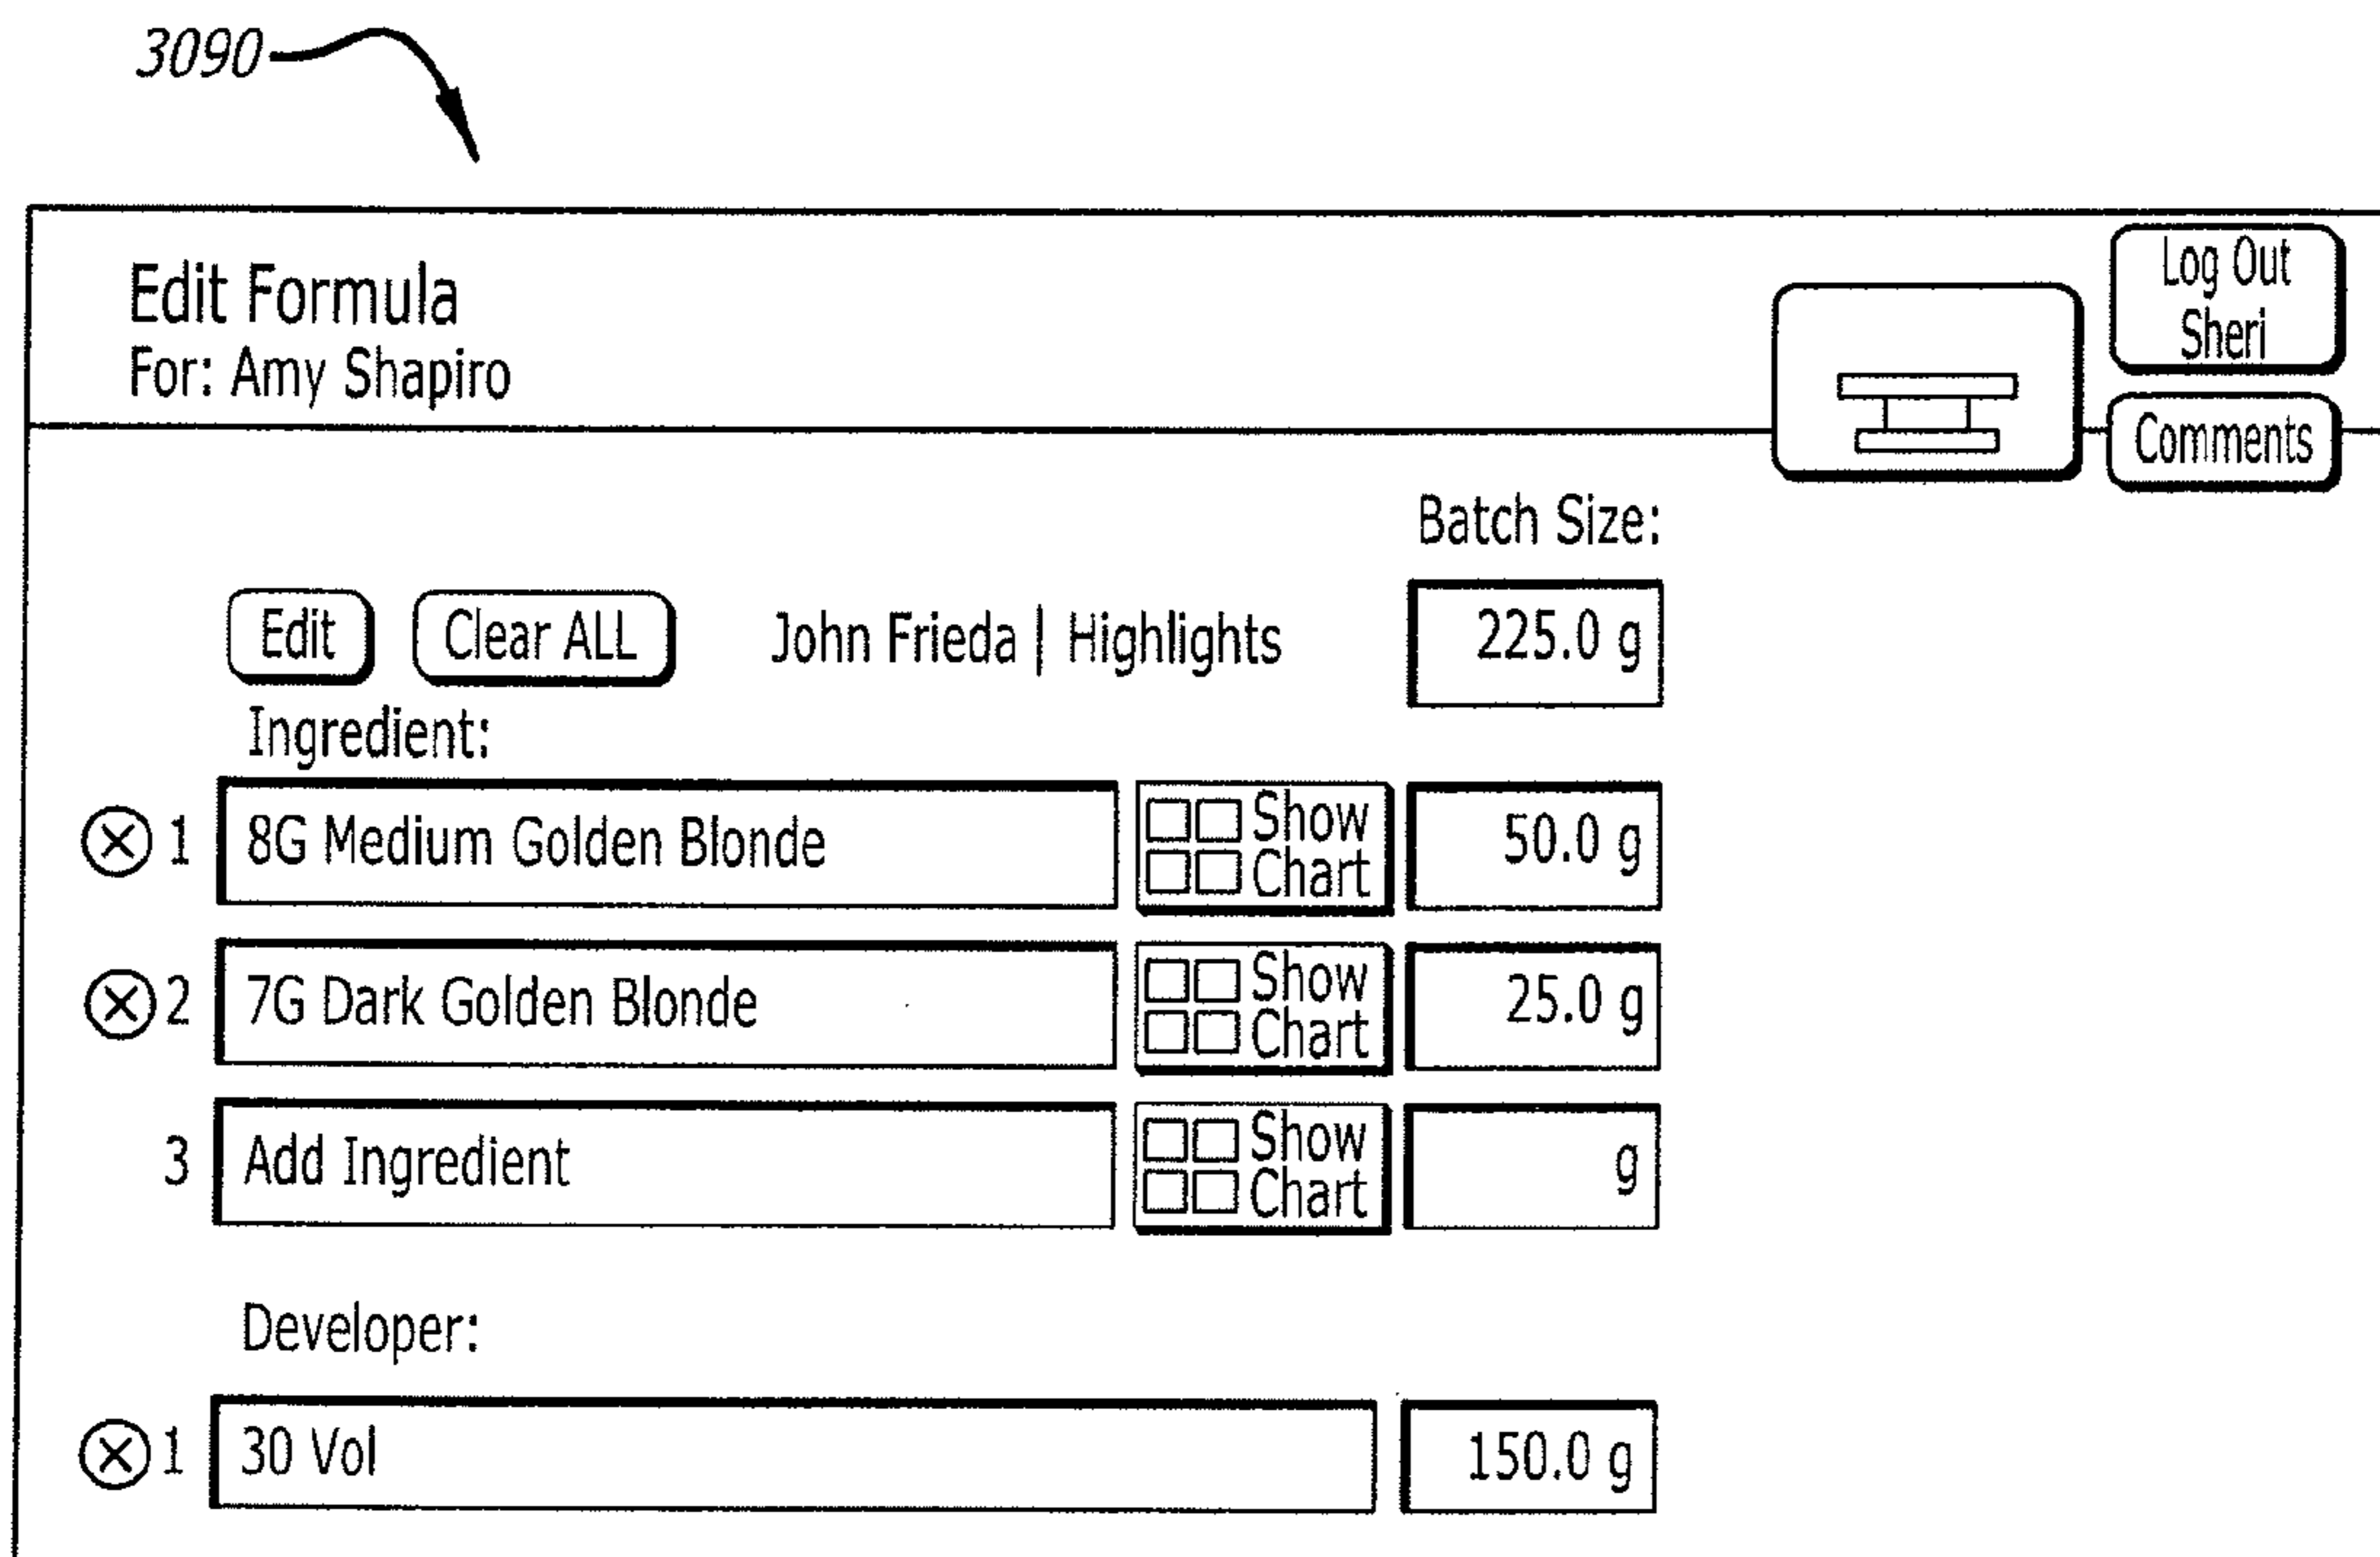 3090
Edit Formula
For: Amy Shapiro
Log Out
Sheri
Comments
Batch Size:
Edit Clear ALL John Frieda | Highlights 225.0 g
Ingredient:
1 8G Medium Golden Blonde Show Chart 50.0 g
2 7G Dark Golden Blonde Show Chart 25.0 g
3 Add Ingredient Show Chart g
Developer:
1 30 Vol 150.0 g